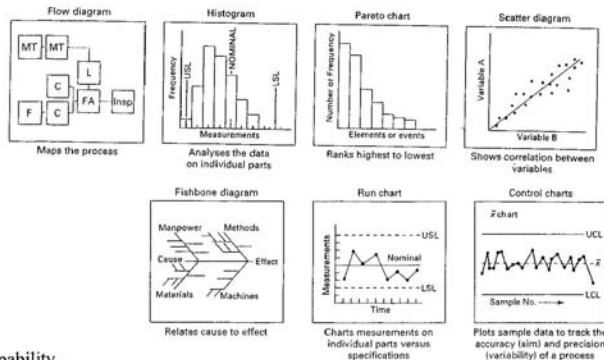 Flow diagram
MT
MT
L
C
F
C
FA
Insp
Maps the process
Histogram
Frequency
USL
NOMINAL
LSL
Measurements
Analyses the data
on individual parts
Pareto chart
Number or Frequency
Elements or events
Ranks highest to lowest
Scatter diagram
Variable A
Variable B
Shows correlation between
variables
Fishbone diagram
Manpower
Methods
Cause
Effect
Materials
Machines
Relates cause to effect
Run chart
Measurements
USL
Nominal
LSL
Time
Charts mesurements on
individual parts versus
specifications
Control charts
x̄ chart
UCL
x̄
LCL
Sample No.
Plots sample data to track the
accuracy (aim) and precision
(variability) of a process